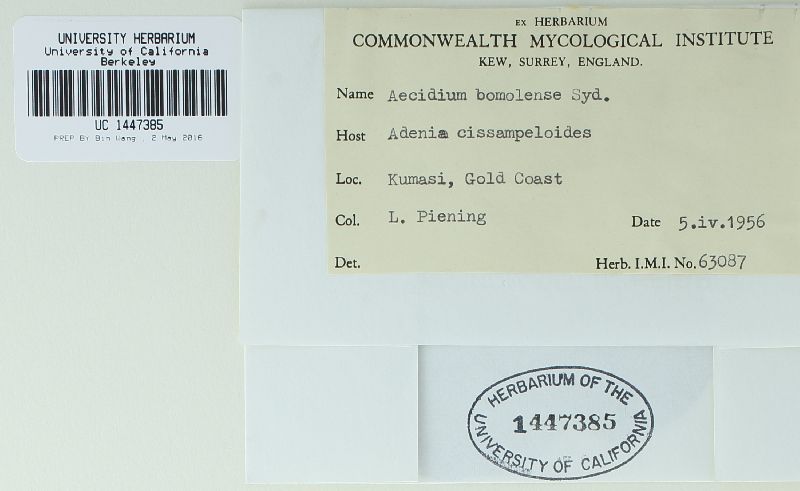 UNIVERSITY HERBARIUM
University of California
Berkeley
UC 1447385
PREP BY Bin Wang , 2 May 2016
EX HERBARIUM
COMMONWEALTH MYCOLOGICAL INSTITUTE
KEW, SURREY, ENGLAND.
Name Aecidium bomolense Syd.
Host Adenia cissampeloides
Loc. Kumasi, Gold Coast
Col. L. Piening Date 5.iv.1956
Det. Herb. I.M.I. No. 63087
HERBARIUM OF THE
1447385
UNIVERSITY OF CALIFORNIA